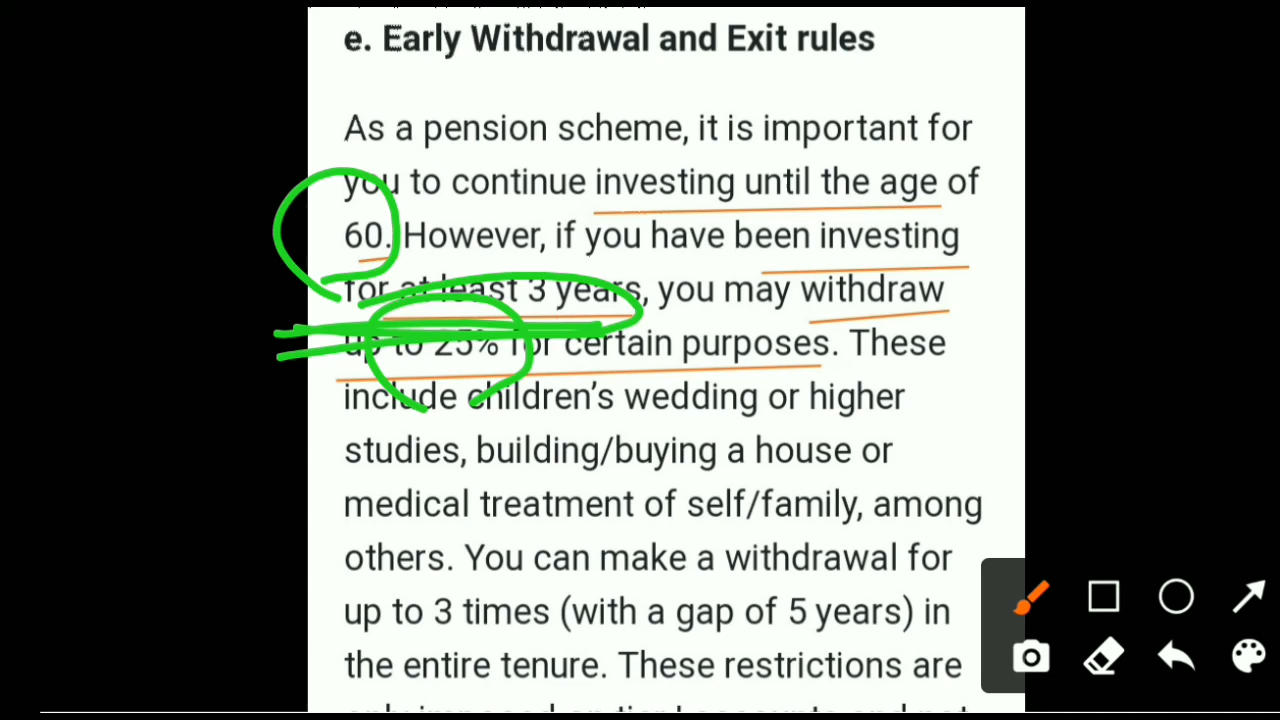 e. Early Withdrawal and Exit rules
As a pension scheme, it is important for
you to continue investing until the age of
60. However, if you have been investing
for at least 3 years, you may withdraw
up to 25% for certain purposes. These
include children’s wedding or higher
studies, building/buying a house or
medical treatment of self/family, among
others. You can make a withdrawal for
up to 3 times (with a gap of 5 years) in
the entire tenure. These restrictions are